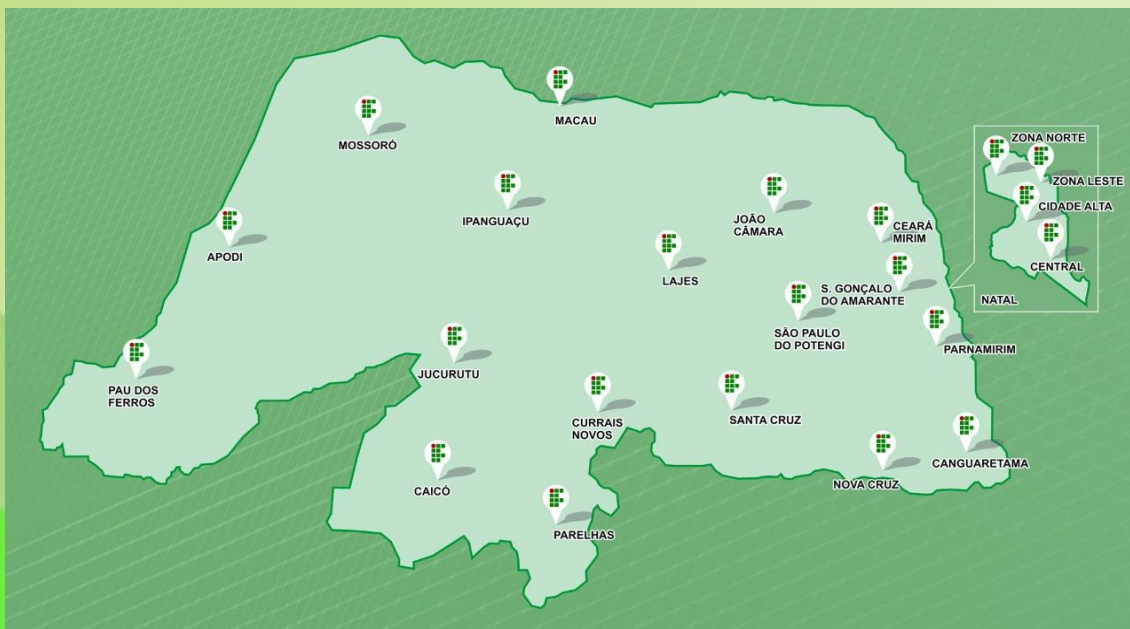 MACAU
MOSSORÓ
ZONA NORTE
ZONA LESTE
CIDADE ALTA
CENTRAL
NATAL
IPANGUAÇU
JOÃO
CÂMARA
CEARÁ
MIRIM
APODI
LAJES
S. GONÇALO
DO AMARANTE
SÃO PAULO
DO POTENGI
PARNAMIRIM
JUCURUTU
PAU DOS
FERROS
CURRAIS
NOVOS
SANTA CRUZ
CANGUARETAMA
NOVA CRUZ
CAICÓ
PARELHAS